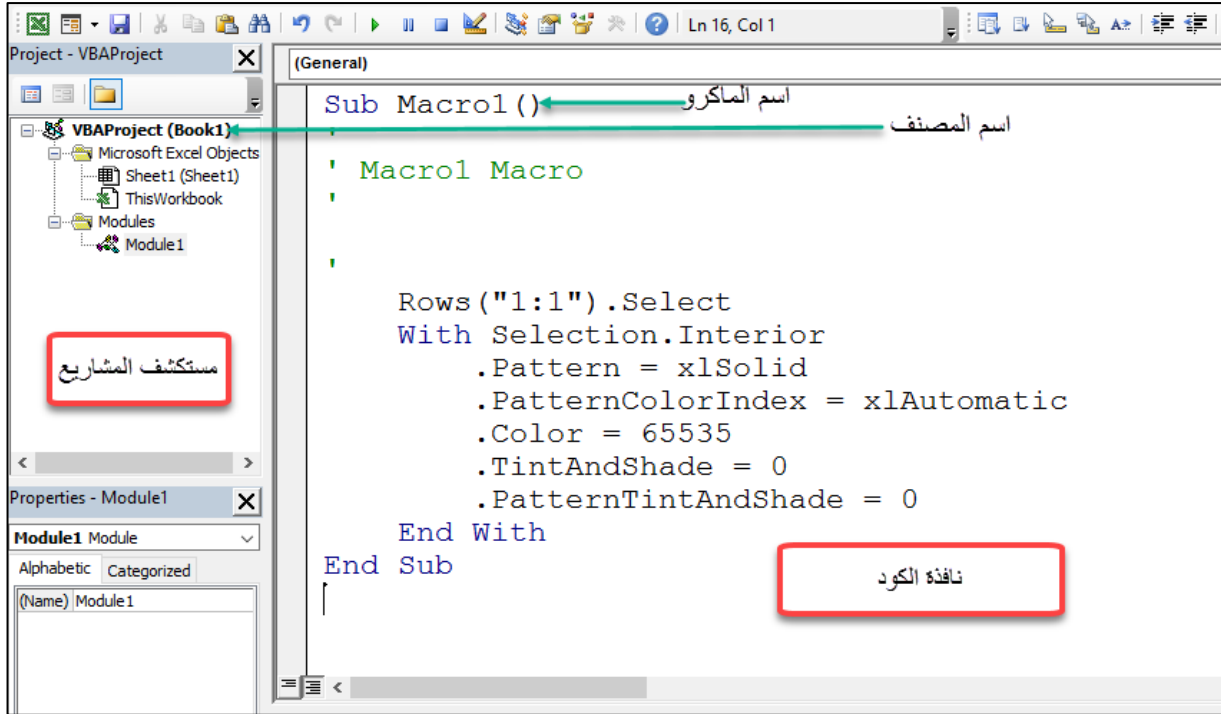 Ln 16, Col 1
Project - VBAProject
VBAProject (Book1)
Microsoft Excel Objects
Sheet1 (Sheet1)
ThisWorkbook
Modules
Module1
مستكشف المشاريع
Properties - Module1
Module1 Module
Alphabetic Categorized
(Name) Module1
(General)
Sub Macro1() اسم الماكرو
' اسم المصنف
' Macro1 Macro
'
'
Rows("1:1").Select
With Selection.Interior
.Pattern = xlSolid
.PatternColorIndex = xlAutomatic
.Color = 65535
.TintAndShade = 0
.PatternTintAndShade = 0
End With
End Sub
نافذة الكود